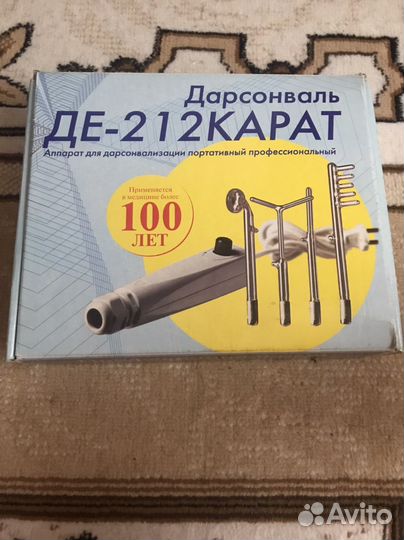 Дарсонваль
ДЕ-212КАРАТ
Аппарат для дарсонвализации портативный профессиональный
Применяется
в медицине более
100
ЛЕТ
Avito